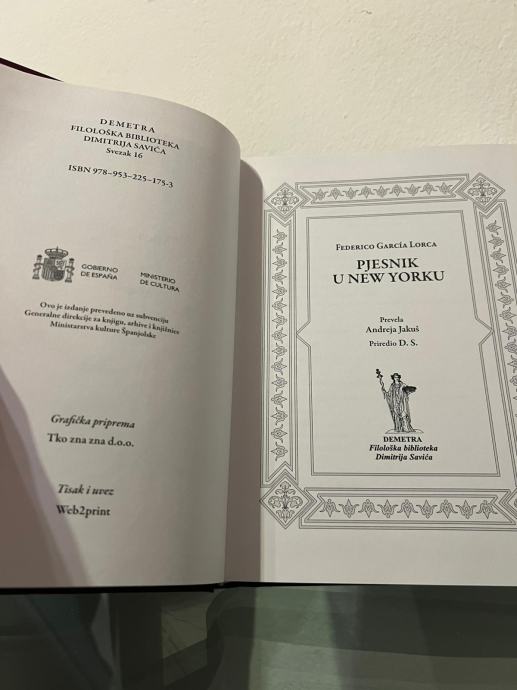 DEMETRA
FILOLOŠKA BIBLIOTEKA
DIMITRIJA SAVIĆA
Svezak 16
ISBN 978–953–225–175-3
GOBIERNO
DE ESPAÑA
MINISTERIO
DE CULTURA
Ovo je izdanje prevedeno uz subvenciju
Generalne direkcije za knjigu, arhive i knjižnice
Ministarstva kulture Španjolske
Grafička priprema
Tko zna zna d.o.o.
Tisak i uvez
Web2print
FEDERICO GARCÍA LORCA
PJESNIK
U NEW YORKU
Prevela
Andreja Jakuš
Priredio D. S.
DEMETRA
Filološka biblioteka
Dimitrija Savića